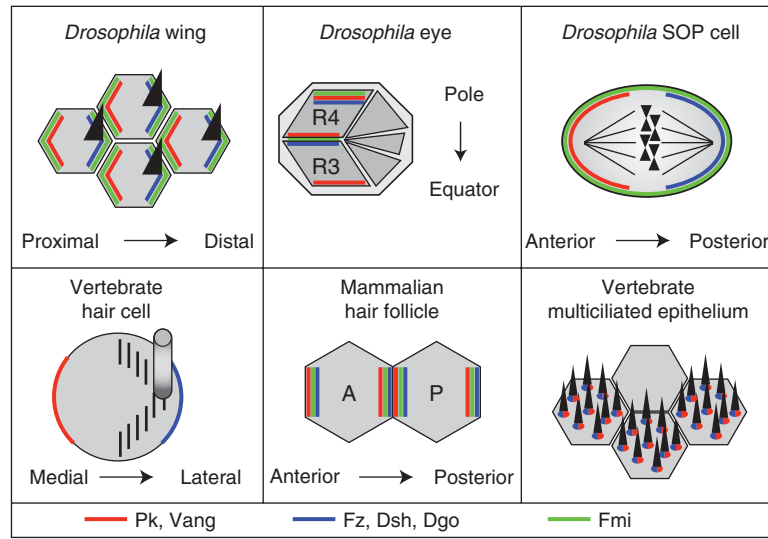 Drosophila wing
Proximal
Distal
Drosophila eye
R4
R3
Pole
Equator
Drosophila SOP cell
Anterior
Posterior
Vertebrate
hair cell
Medial
Lateral
Mammalian
hair follicle
A
P
Anterior
Posterior
Vertebrate
multiciliated epithelium
Pk, Vang
Fz, Dsh, Dgo
Fmi